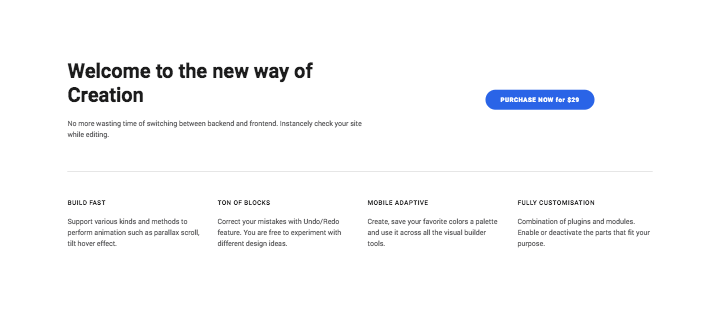 Welcome to the new way of
Creation
No more wasting time of switching between backend and frontend. Instancely check your site
while editing.
PURCHASE NOW for $29
BUILD FAST
Support various kinds and methods to
perform animation such as parallax scroll,
tilt hover effect.
TON OF BLOCKS
Correct your mistakes with Undo/Redo
feature. You are free to experiment with
different design ideas.
MOBILE ADAPTIVE
Create, save your favorite colors a palette
and use it across all the visual builder
tools.
FULLY CUSTOMISATION
Combination of plugins and modules.
Enable or deactivate the parts that fit your
purpose.